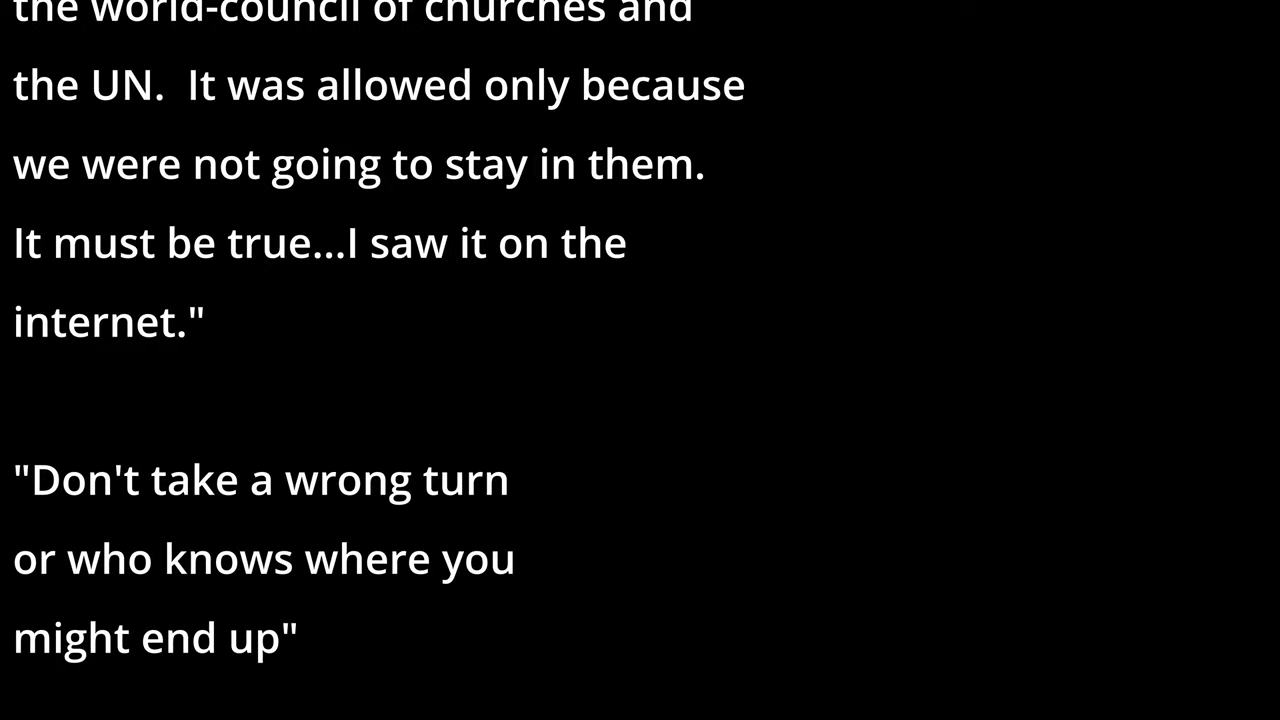 the world-council of churches and
the UN.  It was allowed only because
we were not going to stay in them.
It must be true...I saw it on the
internet."
"Don't take a wrong turn
or who knows where you
might end up"